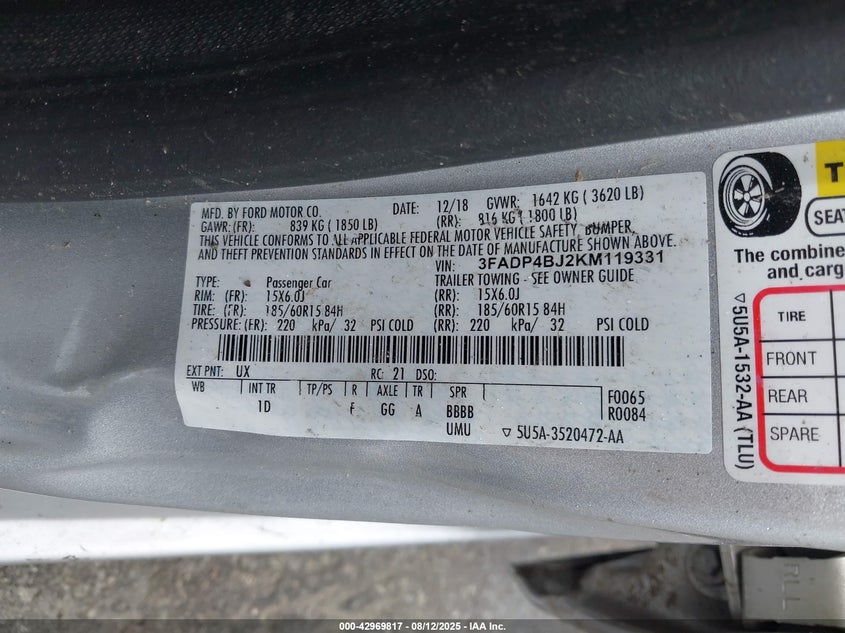 MFD. BY FORD MOTOR CO. DATE: 12/18 GVWR: 1642 KG ( 3620 LB)
GAWR: (FR): 839 KG ( 1850 LB) (RR): 816 KG ( 1800 LB)
THIS VEHICLE CONFORMS TO ALL APPLICABLE FEDERAL MOTOR VEHICLE SAFETY, BUMPER,
AND THEFT PREVENTION STANDARDS IN EFFECT ON THE DATE OF MANUFACTURE SHOWN ABOVE.
VIN: 3FADP4BJ2KM119331
TYPE: Passenger Car TRAILER TOWING - SEE OWNER GUIDE
RIM: (FR): 15X6.0J (RR): 15X6.0J
TIRE: (FR): 185/60R15 84H (RR): 185/60R15 84H
PRESSURE: (FR): 220 kPa/ 32 PSI COLD (RR): 220 kPa/ 32 PSI COLD
EXT PNT: UX RC: 21 DSO:
WB INT TR TP/PS R AXLE TR SPR F0065
1D F GG A BBBB R0084
UMU ▽ 5U5A-3520472-AA
T
SEAT
The combine
and carg
TIRE
FRONT
REAR
SPARE
▽5U5A-1532-AA (TLU)
RLL
000-42969817 - 08/12/2025 - IAA Inc.